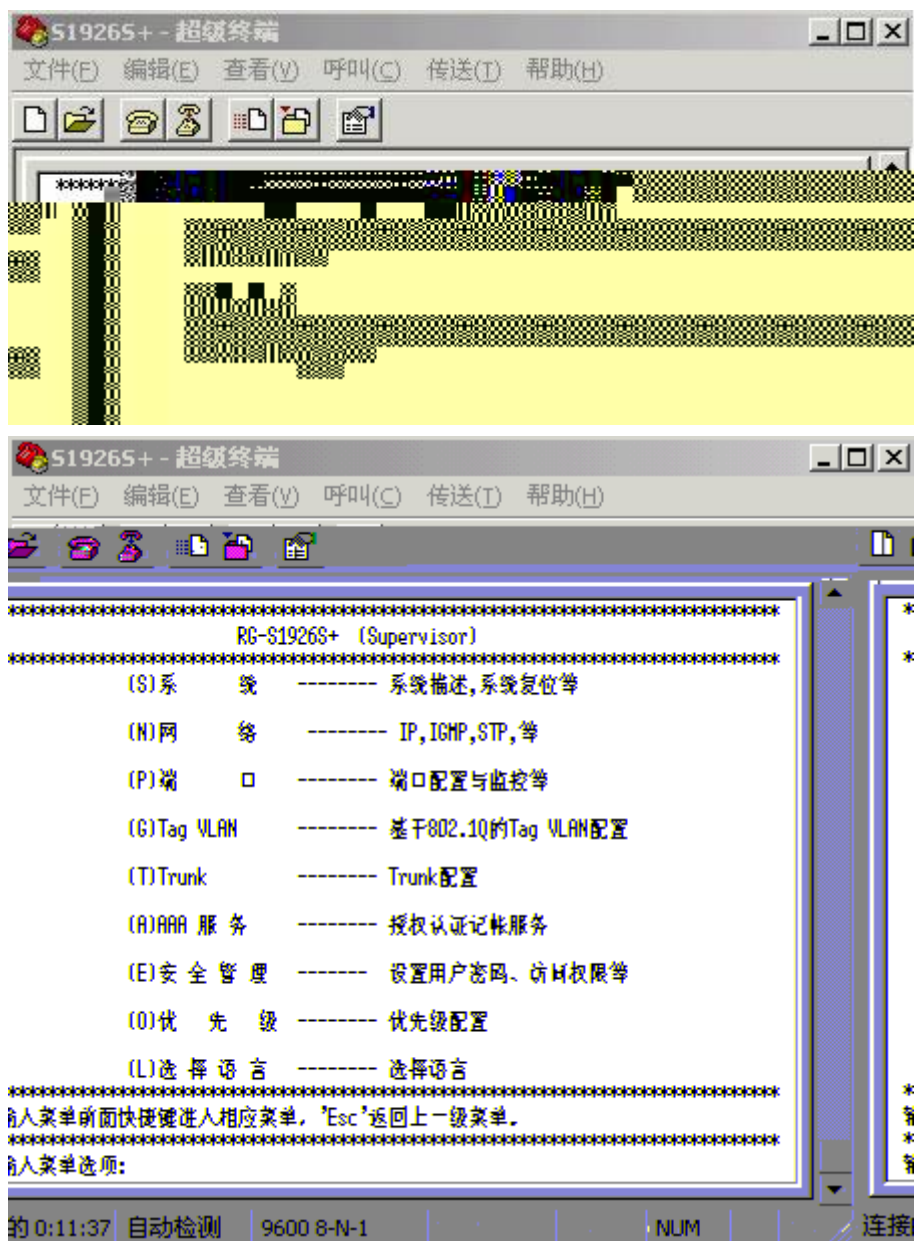 S1926S+ - 超级终端
文件(F) 编辑(E) 查看(V) 呼叫(C) 传送(T) 帮助(H)
*******
S1926S+ - 超级终端
文件(F) 编辑(E) 查看(V) 呼叫(C) 传送(T) 帮助(H)
RG-S1926S+ (Supervisor)
(S)系 统 -------- 系统描述,系统复位等
(N)网 络 -------- IP,IGMP,STP,等
(P)端 口 -------- 端口配置与监控等
(G)Tag VLAN -------- 基于802.1Q的Tag VLAN配置
(T)Trunk -------- Trunk配置
(A)AAA 服 务 -------- 授权认证记帐服务
(E)安 全 管 理 ------- 设置用户密码、访问权限等
(O)优 先 级 -------- 优先级配置
(L)选 择 语 言 -------- 选择语言
输入菜单前面快捷键进入相应菜单,'Esc'返回上一级菜单.
输入菜单选项:
的 0:11:37 自动检测 9600 8-N-1 NUM 连接